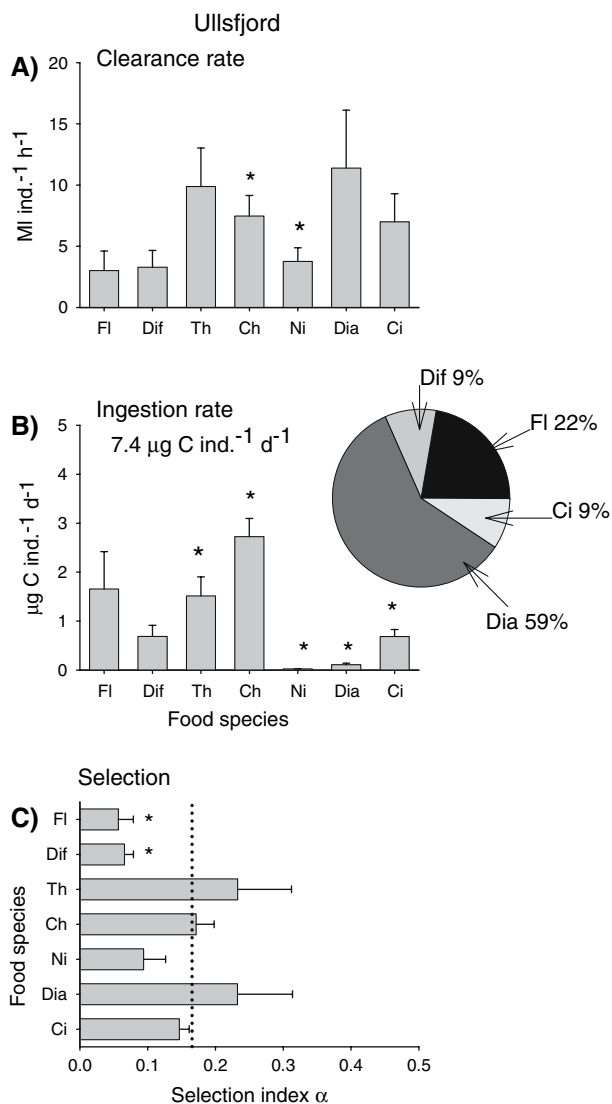 Ullsfjord
A) Clearance rate
Ml ind.-1 h-1
20
15
10
5
0
* *
Fl Dif Th Ch Ni Dia Ci
B) Ingestion rate
7.4 µg C ind.-1 d-1
µg C ind.-1 d-1
5
4
3
2
1
0
* * * * *
Fl Dif Th Ch Ni Dia Ci
Food species
Dif 9%
Fl 22%
Ci 9%
Dia 59%
Selection
C)
Food species
Fl *
Dif *
Th
Ch
Ni
Dia
Ci
0.0 0.1 0.2 0.3 0.4 0.5
Selection index α